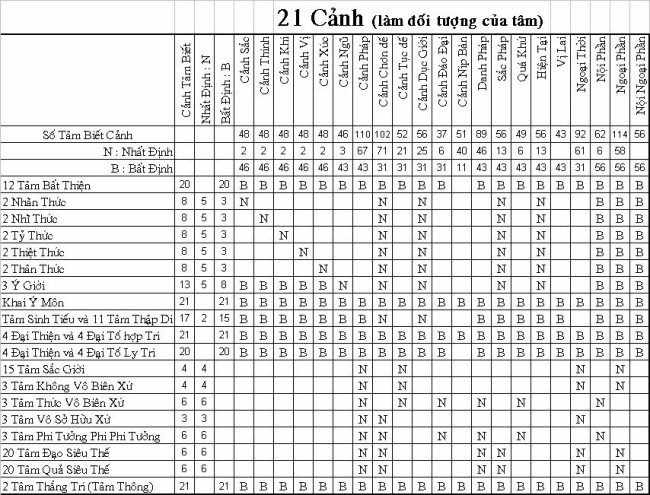 21 Cảnh (làm đối tượng của tâm)
Cảnh Tâm Biết
Nhất Định : N
Bất Định : B
Cảnh Sắc
Cảnh Thinh
Cảnh Khí
Cảnh Vị
Cảnh Xúc
Cảnh Ngũ
Cảnh Pháp
Cảnh Chơn đế
Cảnh Tục đế
Cảnh Dục Giới
Cảnh Đáo Đại
Cảnh Níp Bàn
Danh Pháp
Sắc Pháp
Quá Khứ
Hiện Tại
Vị Lai
Ngoại Thời
Nội Phần
Ngoại Phần
Nội Ngoại Phần
Số Tâm Biết Cảnh 48 48 48 48 48 46 110 102 52 56 37 51 89 56 49 56 43 92 62 114 56
N : Nhất Định 2 2 2 2 2 3 67 71 21 25 6 40 46 13 6 13 61 6 58
B : Bất Định 46 46 46 46 46 43 43 31 31 31 31 11 43 43 43 43 43 31 56 56 56
12 Tâm Bất Thiện 20 20 B B B B B B B B B B B B B B B B B B B B
2 Nhãn Thức 8 5 3 N N N N N B B B
2 Nhĩ Thức 8 5 3 N N N N N B B B
2 Tỷ Thức 8 5 3 N N N N N B B B
2 Thiệt Thức 8 5 3 N N N N N B B B
2 Thân Thức 8 5 3 N N N N N B B B
3 Ý Giới 13 5 8 B B B B B N N N N N B B B
Khai Ý Môn 21 21 B B B B B B B B B B B B B B B B B B B B B
Tâm Sinh Tiếu và 11 Tâm Thập Di 17 2 15 B B B B B B B N N B B B B B B B B
4 Đại Thiện và 4 Đại Tố hợp Trí 21 21 B B B B B B B B B B B B B B B B B B B B B
4 Đại Thiện và 4 Đại Tố Ly Trí 20 20 B B B B B B B B B B B B B B B B B B B B
15 Tâm Sắc Giới 4 4 N N N N
3 Tâm Không Vô Biên Xứ 4 4 N N N N
3 Tâm Thức Vô Biên Xứ 6 6 N N N N N N
3 Tâm Vô Sở Hữu Xứ 3 3 N N N
3 Tâm Phi Tưởng Phi Phi Tưởng 6 6 N N N N N N
20 Tâm Đạo Siêu Thế 6 6 N N N N N N
20 Tâm Quả Siêu Thế 6 6 N N N N N N
2 Tâm Thắng Trí (Tâm Thông) 21 21 B B B B B B B B B B B B B B B B B B B B B